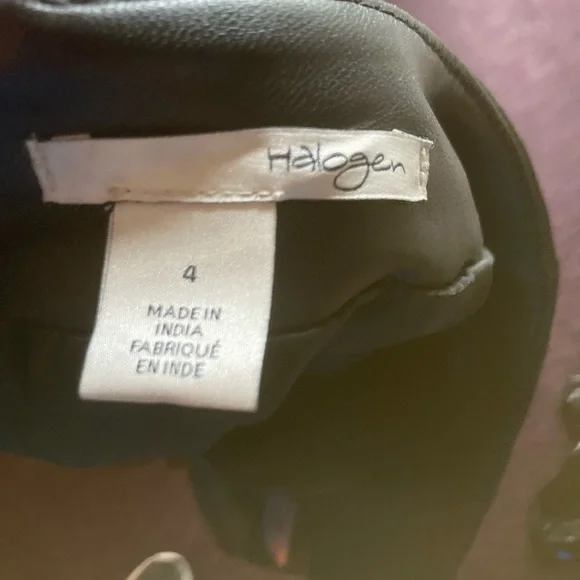 Halogen
4
MADE IN
INDIA
FABRIQUÉ
EN INDE